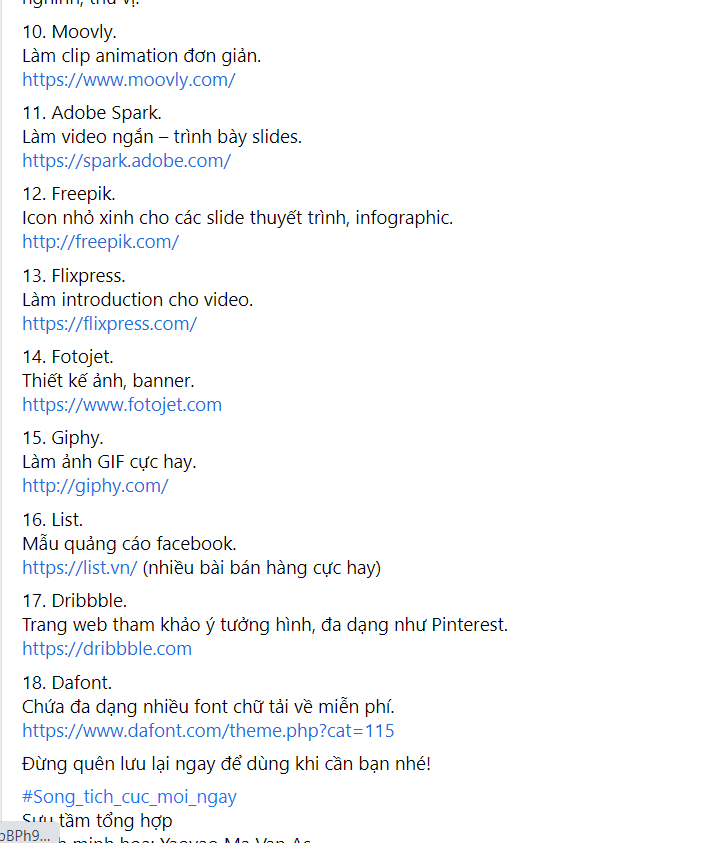 10. Moovly.
Làm clip animation đơn giản.
https://www.moovly.com/
11. Adobe Spark.
Làm video ngắn – trình bày slides.
https://spark.adobe.com/
12. Freepik.
Icon nhỏ xinh cho các slide thuyết trình, infographic.
http://freepik.com/
13. Flixpress.
Làm introduction cho video.
https://flixpress.com/
14. Fotojet.
Thiết kế ảnh, banner.
https://www.fotojet.com
15. Giphy.
Làm ảnh GIF cực hay.
http://giphy.com/
16. List.
Mẫu quảng cáo facebook.
https://list.vn/ (nhiều bài bán hàng cực hay)
17. Dribbble.
Trang web tham khảo ý tưởng hình, đa dạng như Pinterest.
https://dribbble.com
18. Dafont.
Chứa đa dạng nhiều font chữ tải về miễn phí.
https://www.dafont.com/theme.php?cat=115
Đừng quên lưu lại ngay để dùng khi cần bạn nhé!
#Song_tich_cuc_moi_ngay
Sưu tầm tổng hợp